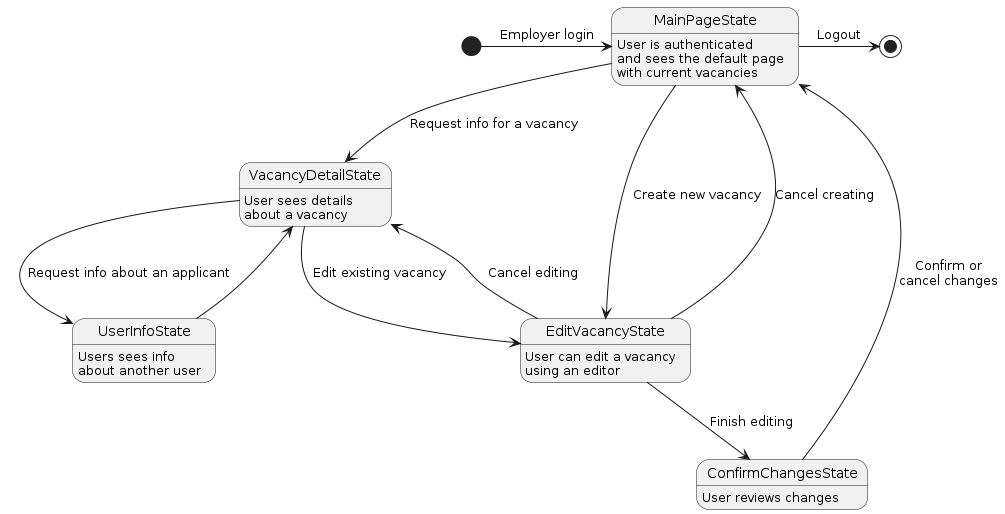 MainPageState
Employer login
Logout
User is authenticated
and sees the default page
with current vacancies
Request info for a vacancy
VacancyDetailState
Create new vacancy
Cancel creating
User sees details
about a vacancy
Request info about an applicant
Edit existing vacancy
Cancel editing
Confirm or
cancel changes
UserInfoState
EditVacancyState
Users sees info
about another user
User can edit a vacancy
using an editor
Finish editing
ConfirmChangesState
User reviews changes